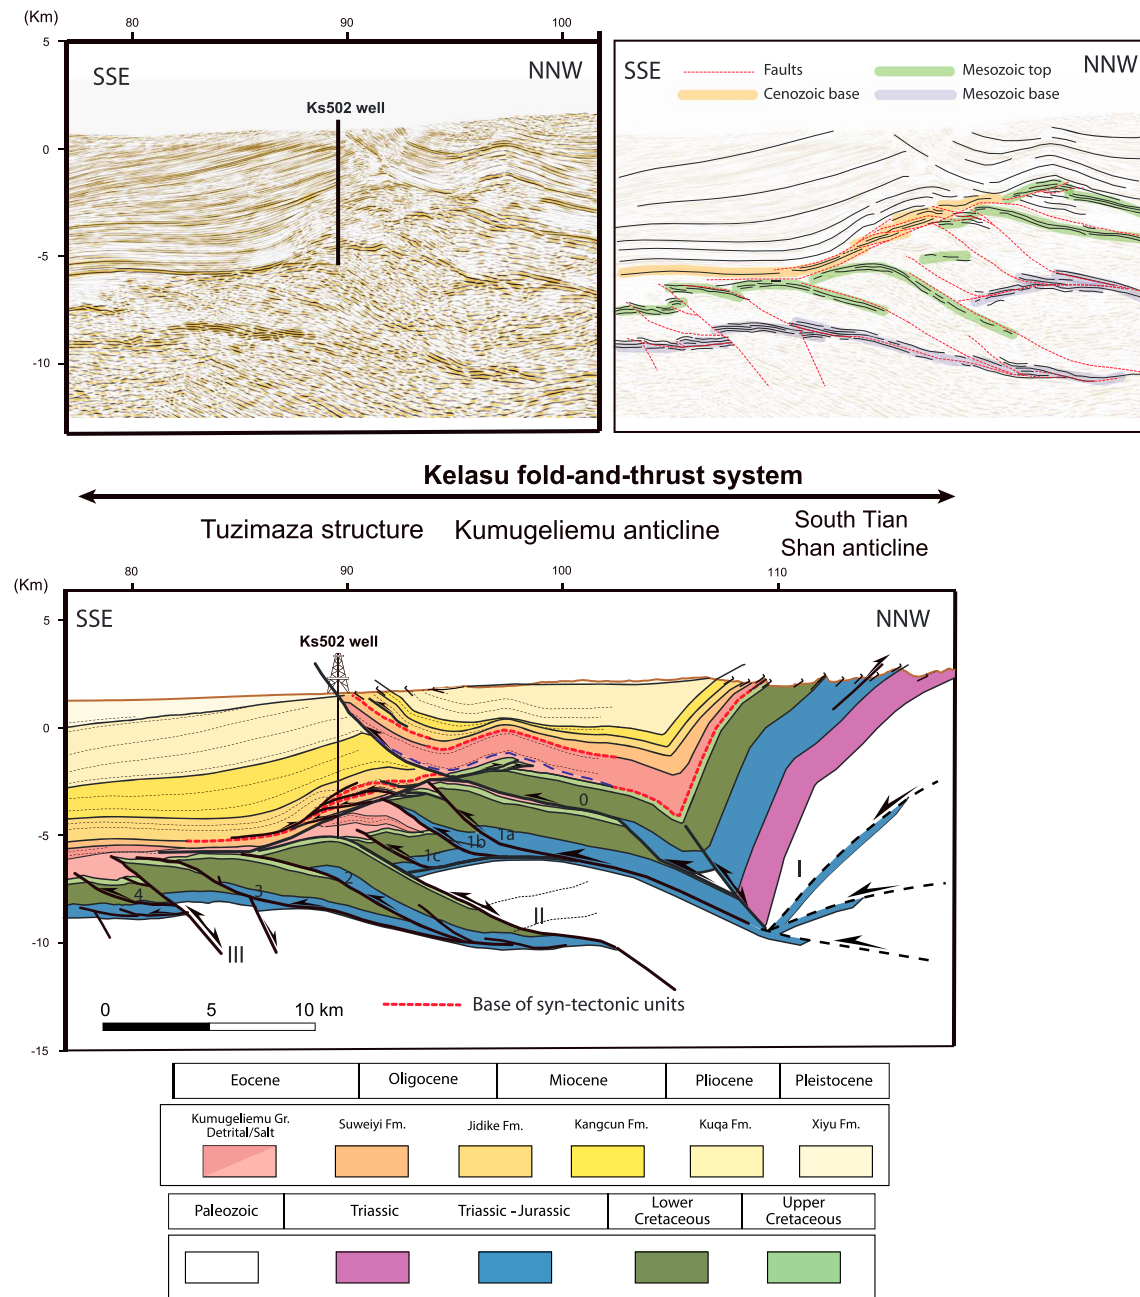 (Km)
80
90
100
5
0
-5
-10
SSE
NNW
Ks502 well
SSE
NNW
Faults
Mesozoic top
Cenozoic base
Mesozoic base
Kelasu fold-and-thrust system
Tuzimaza structure
Kumugeliemu anticline
South Tian
Shan anticline
(Km)
80
90
100
110
5
0
-5
-10
-15
SSE
NNW
Ks502 well
0
1a
1b
1c
2
3
4
I
II
III
0
5
10 km
Base of syn-tectonic units
Eocene
Oligocene
Miocene
Pliocene
Pleistocene
Kumugeliemu Gr.
Detrital/Salt
Suweiyi Fm.
Jidike Fm.
Kangcun Fm.
Kuqa Fm.
Xiyu Fm.
Paleozoic
Triassic
Triassic - Jurassic
Lower
Cretaceous
Upper
Cretaceous